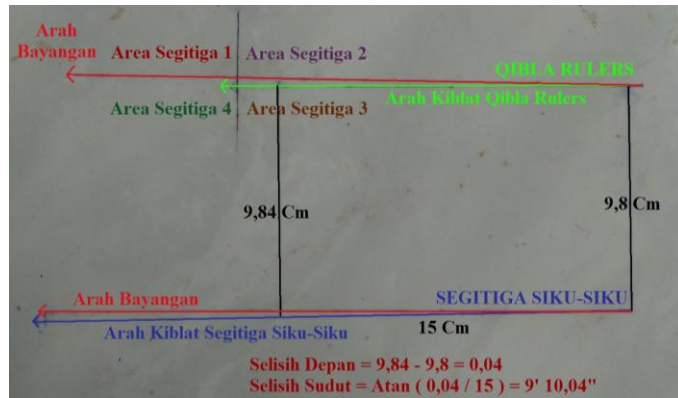 Arah
Bayangan
Area Segitiga 1
Area Segitiga 2
QIBLA RULERS
Arah Kiblat Qibla Rulers
Area Segitiga 4
Area Segitiga 3
9,84 Cm
9,8 Cm
Arah Bayangan
SEGITIGA SIKU-SIKU
Arah Kiblat Segitiga Siku-Siku
15 Cm
Selisih Depan = 9,84 - 9,8 = 0,04
Selisih Sudut = Atan ( 0,04 / 15 ) = 9' 10,04"